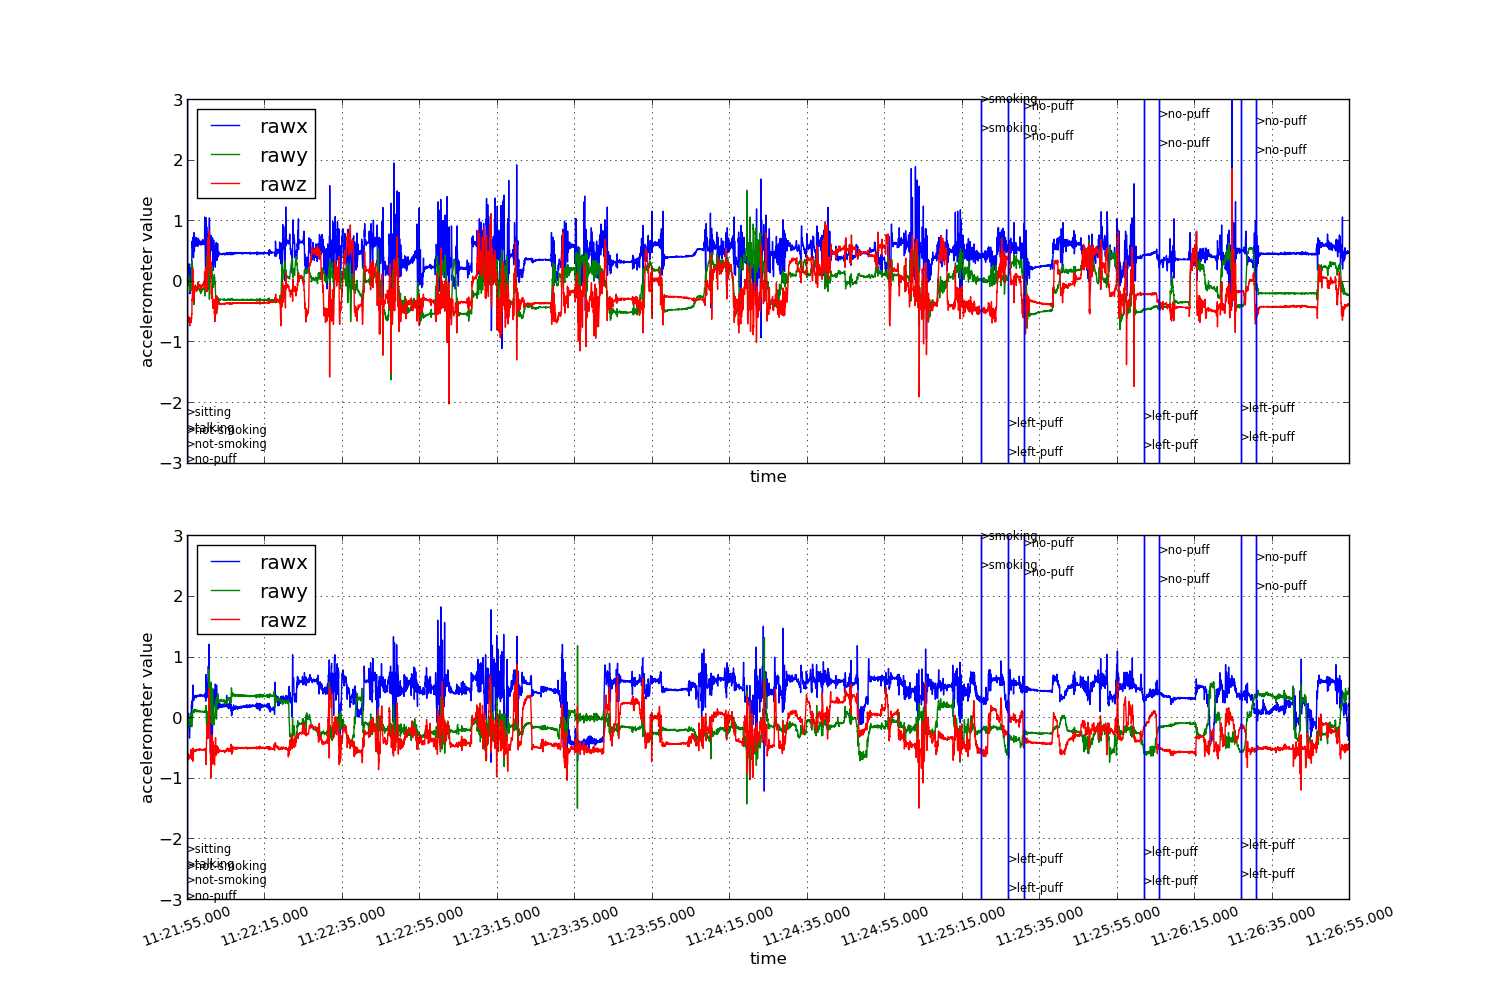 3
>smoking
>no-puff
>no-puff
>no-puff
rawx
>smoking
>no-puff
>no-puff
>no-puff
rawy
2
rawz
1
accelerometer value
0
−1
−2
>sitting
>left-puff
>talking
>left-puff
>left-puff
>not-smoking
>not-smoking
>left-puff
>left-puff
>left-puff
>no-puff
−3
time
3
>smoking
>no-puff
>no-puff
>no-puff
rawx
>smoking
>no-puff
>no-puff
>no-puff
rawy
2
rawz
1
accelerometer value
0
−1
−2
>sitting
>left-puff
>talking
>left-puff
>left-puff
>not-smoking
>not-smoking
>left-puff
>left-puff
>left-puff
>no-puff
−3
11:21:55.000
11:22:15.000
11:22:35.000
11:22:55.000
11:23:15.000
11:23:35.000
11:23:55.000
11:24:15.000
11:24:35.000
11:24:55.000
11:25:15.000
11:25:35.000
11:25:55.000
11:26:15.000
11:26:35.000
11:26:55.000
time